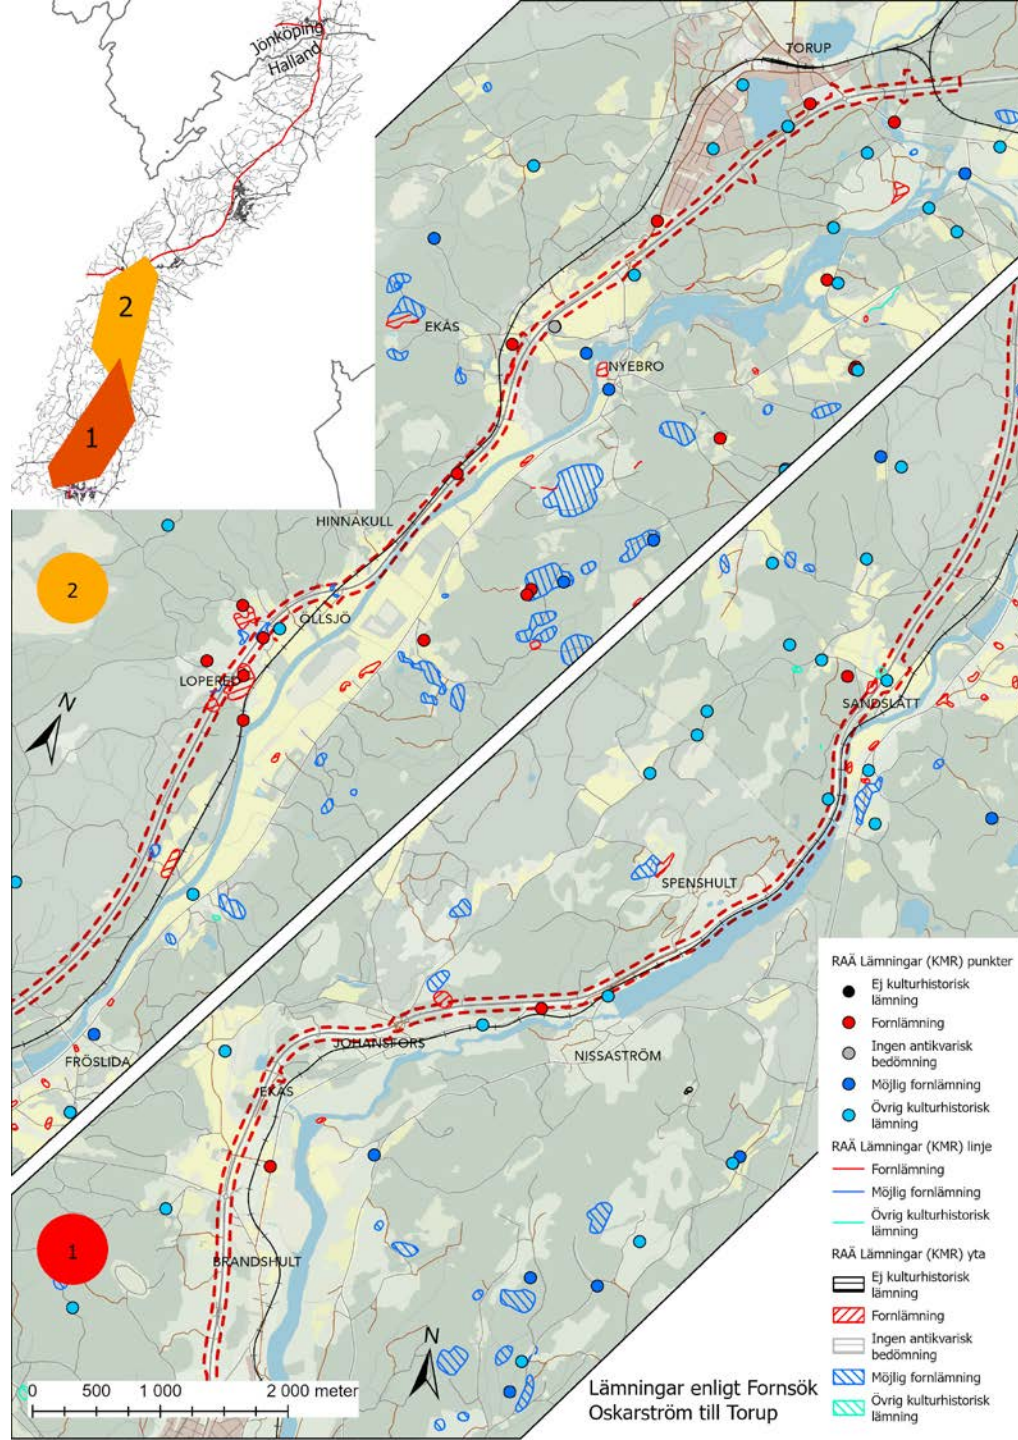 Jönköping
Halland
2
1
TORUP
EKÅS
NYEBRO
HINNAKULL
2
ÖLLSJÖ
LOPERED
N
SANDSLÄTT
SPENSHULT
FRÖSLIDA
JOHANSFORS
NISSASTRÖM
EKÅS
1
BRANDSHULT
N
0 500 1 000 2 000 meter
Lämningar enligt Fornsök
Oskarström till Torup
RAÄ Lämningar (KMR) punkter
Ej kulturhistorisk
lämning
Fornlämning
Ingen antikvarisk
bedömning
Möjlig fornlämning
Övrig kulturhistorisk
lämning
RAÄ Lämningar (KMR) linje
Fornlämning
Möjlig fornlämning
Övrig kulturhistorisk
lämning
RAÄ Lämningar (KMR) yta
Ej kulturhistorisk
lämning
Fornlämning
Ingen antikvarisk
bedömning
Möjlig fornlämning
Övrig kulturhistorisk
lämning